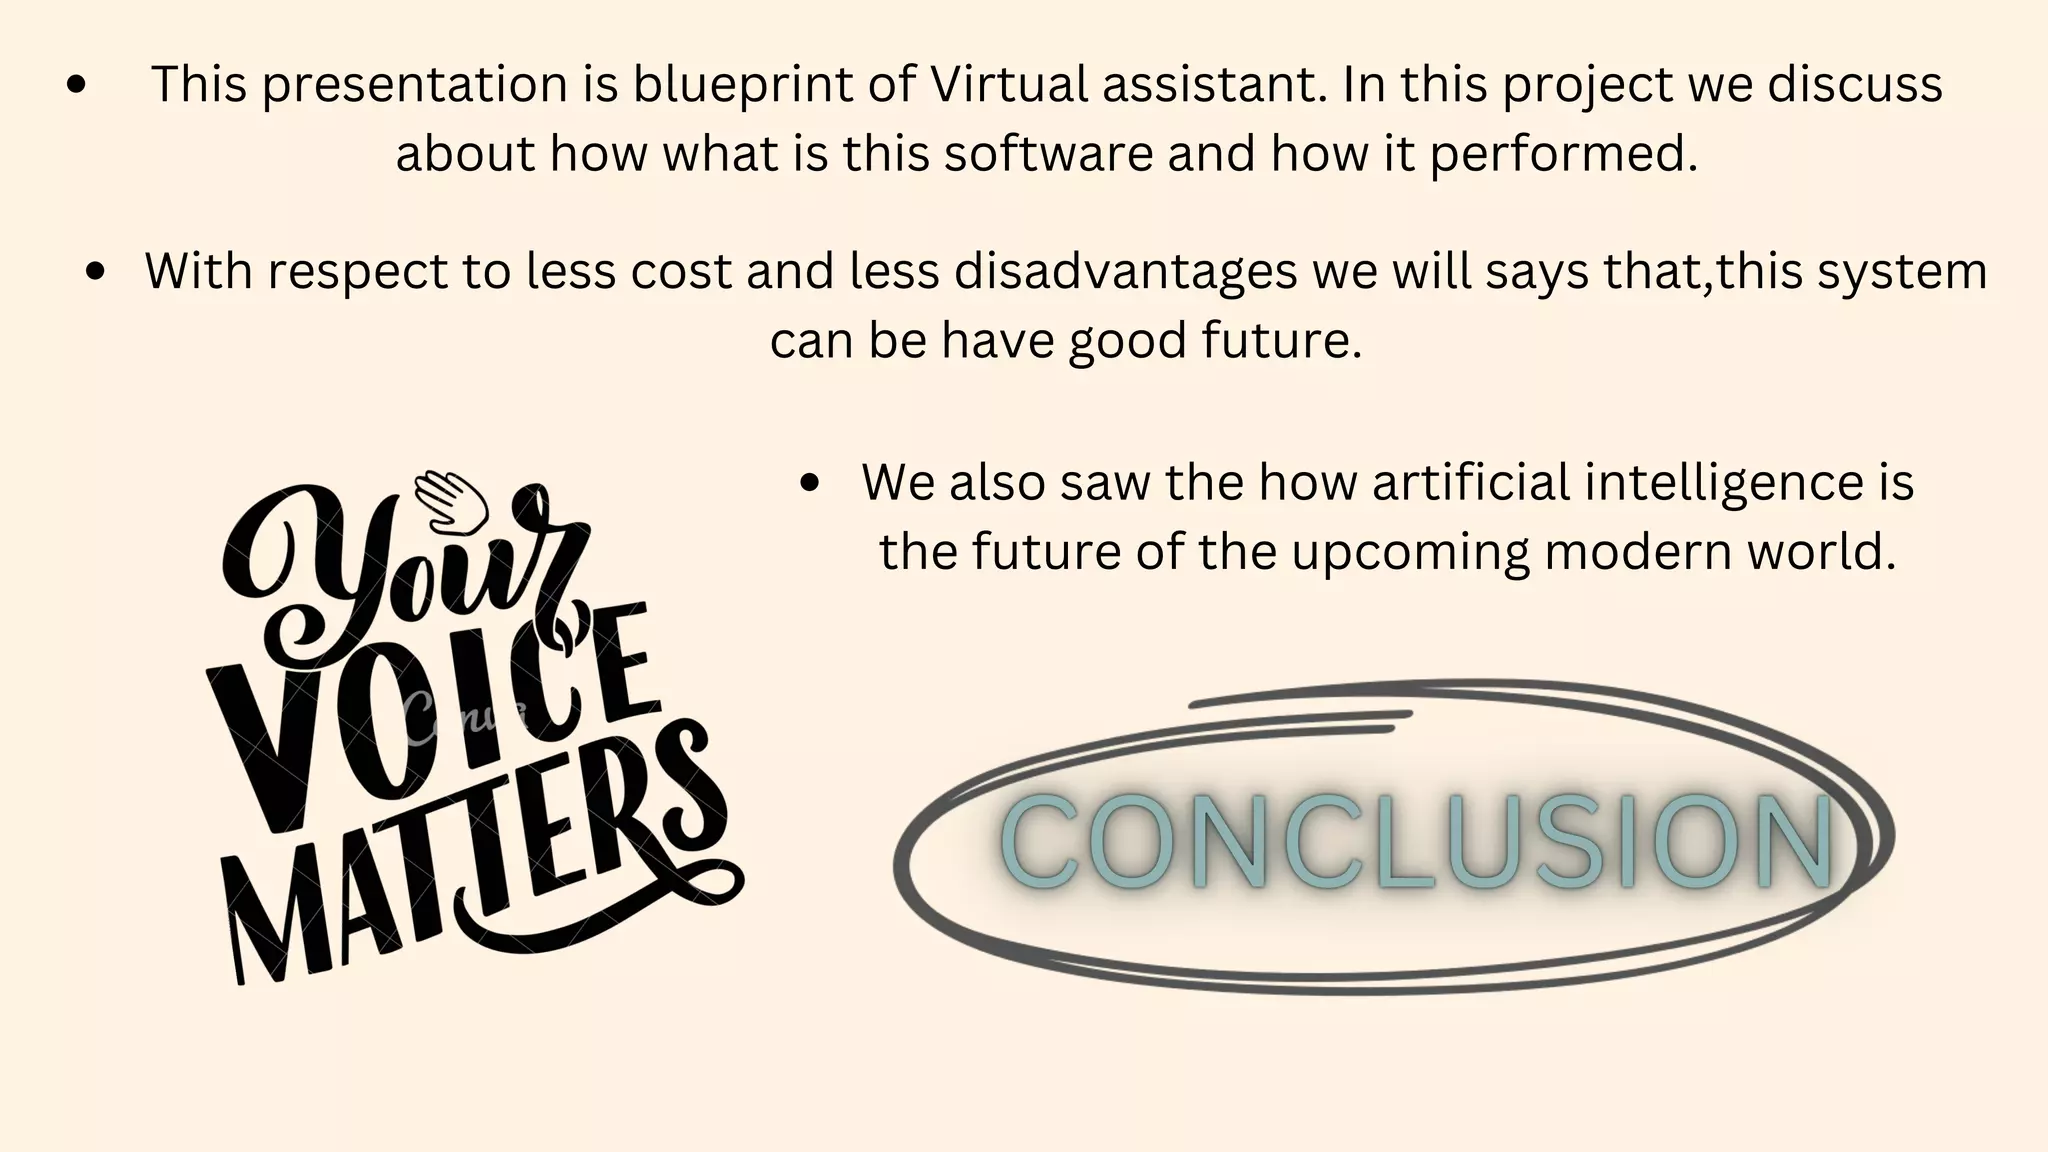 • This presentation is blueprint of Virtual assistant. In this project we discuss
about how what is this software and how it performed.
• With respect to less cost and less disadvantages we will says that,this system
can be have good future.
• We also saw the how artificial intelligence is
the future of the upcoming modern world.
Your
VOICE
MATTERS
Canva
CONCLUSION